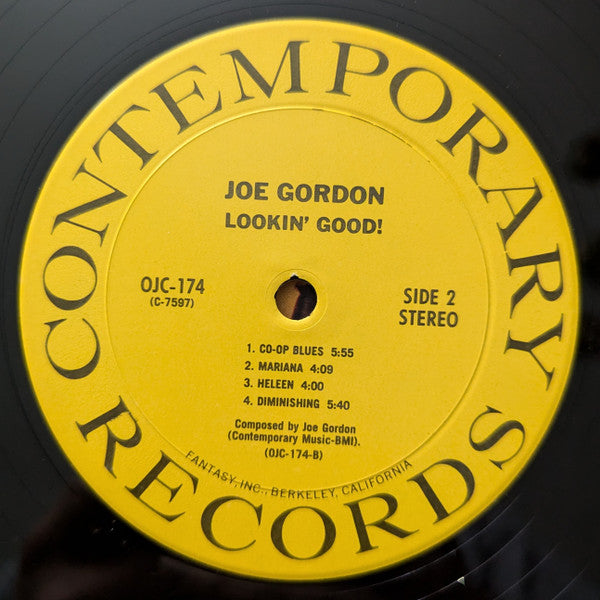 CONTEMPORARY RECORDS
JOE GORDON
LOOKIN' GOOD!
OJC-174
(C-7597)
SIDE 2
STEREO
1. CO-OP BLUES 5:55
2. MARIANA 4:09
3. HELEEN 4:00
4. DIMINISHING 5:40
Composed by Joe Gordon
(Contemporary Music-BMI).
(OJC-174-B)
FANTASY, INC., BERKELEY, CALIFORNIA